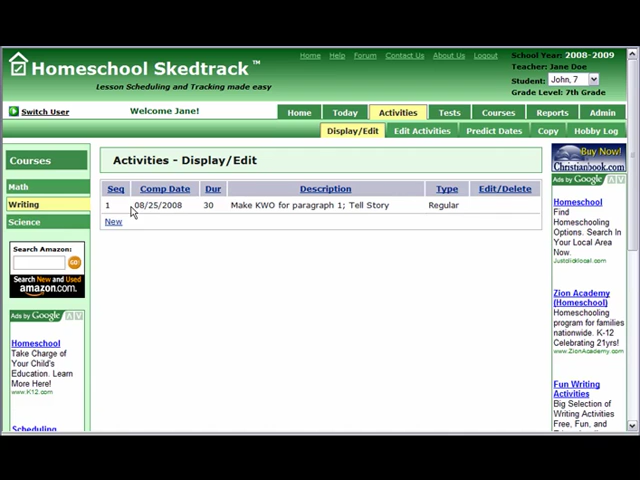 Home Help Forum Contact Us About Us Logout
School Year: 2008-2009
Teacher: Jane Doe
Student: John, 7
Grade Level: 7th Grade
Homeschool Skedtrack™
Lesson Scheduling and Tracking made easy
Switch User
Welcome Jane!
Home Today Activities Tests Courses Reports Admin
Display/Edit Edit Activities Predict Dates Copy Hobby Log
Courses
Math
Writing
Science
Search Amazon:
GO!
Search New and Used
amazon.com
Ads by Google
Homeschool
Take Charge of
Your Child's
Education. Learn
More Here!
www.K12.com
Scheduling
Activities - Display/Edit
Seq Comp Date Dur Description Type Edit/Delete
1 08/25/2008 30 Make KWO for paragraph 1; Tell Story Regular
New
Buy Now!
Christianbook.com
Ads by Google
Homeschool
Find
Homeschooling
Options. Search in
Your Local Area
Now.
Justclicklocal.com
Zion Academy
(Homeschool)
Homeschooling
program for families
nationwide. K-12
Celebrating 21yrs!
www.ZionAcademy.com
Fun Writing
Activities
Big Selection of
Writing Activities
Free, Fun, and